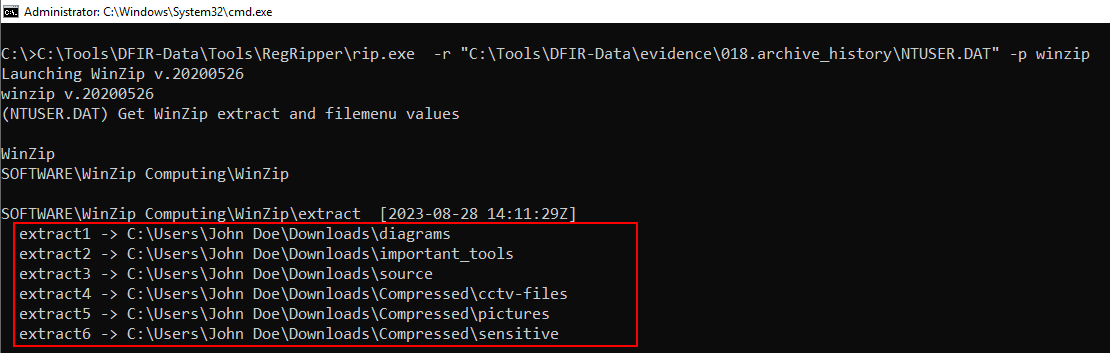 Administrator: C:\Windows\System32\cmd.exe
C:\>C:\Tools\DFIR-Data\Tools\RegRipper\rip.exe  -r "C:\Tools\DFIR-Data\evidence\018.archive_history\NTUSER.DAT" -p winzip
Launching WinZip v.20200526
winzip v.20200526
(NTUSER.DAT) Get WinZip extract and filemenu values
WinZip
SOFTWARE\WinZip Computing\WinZip
SOFTWARE\WinZip Computing\WinZip\extract  [2023-08-28 14:11:29Z]
extract1 -> C:\Users\John Doe\Downloads\diagrams
extract2 -> C:\Users\John Doe\Downloads\important_tools
extract3 -> C:\Users\John Doe\Downloads\source
extract4 -> C:\Users\John Doe\Downloads\Compressed\cctv-files
extract5 -> C:\Users\John Doe\Downloads\Compressed\pictures
extract6 -> C:\Users\John Doe\Downloads\Compressed\sensitive